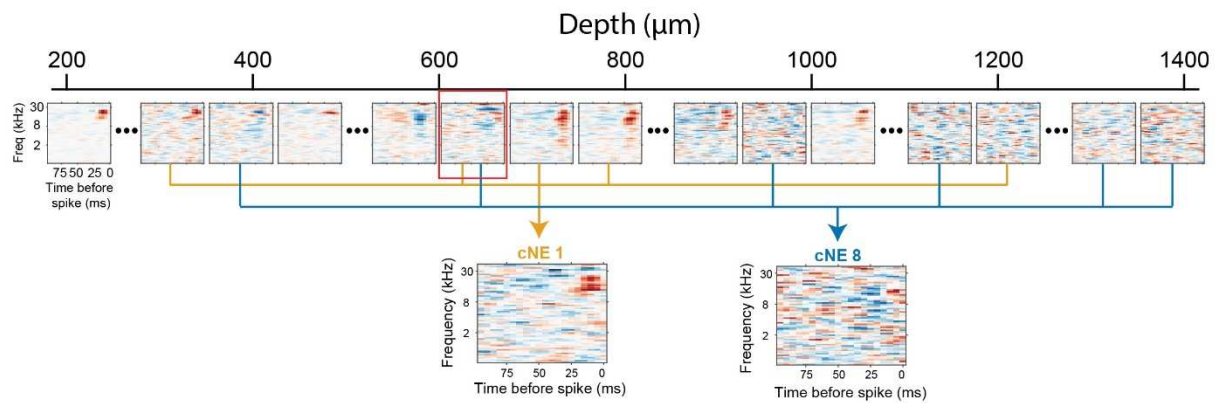 Depth (µm)
200 400 600 800 1000 1200 1400
Freq (kHz)
30
8
2
75 50 25 0
Time before
spike (ms)
cNE 1
cNE 8
Frequency (kHz)
30
8
2
75 50 25 0
Time before spike (ms)
Frequency (kHz)
30
8
2
75 50 25 0
Time before spike (ms)